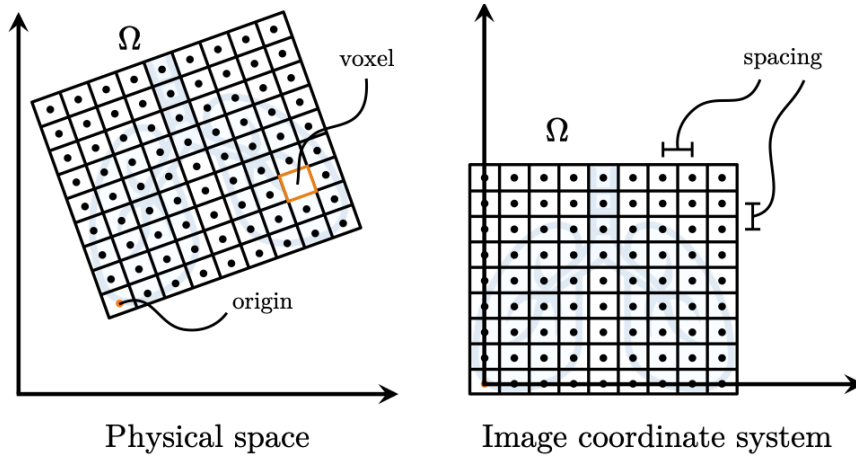 Ω
voxel
origin
Physical space
spacing
Ω
Image coordinate system